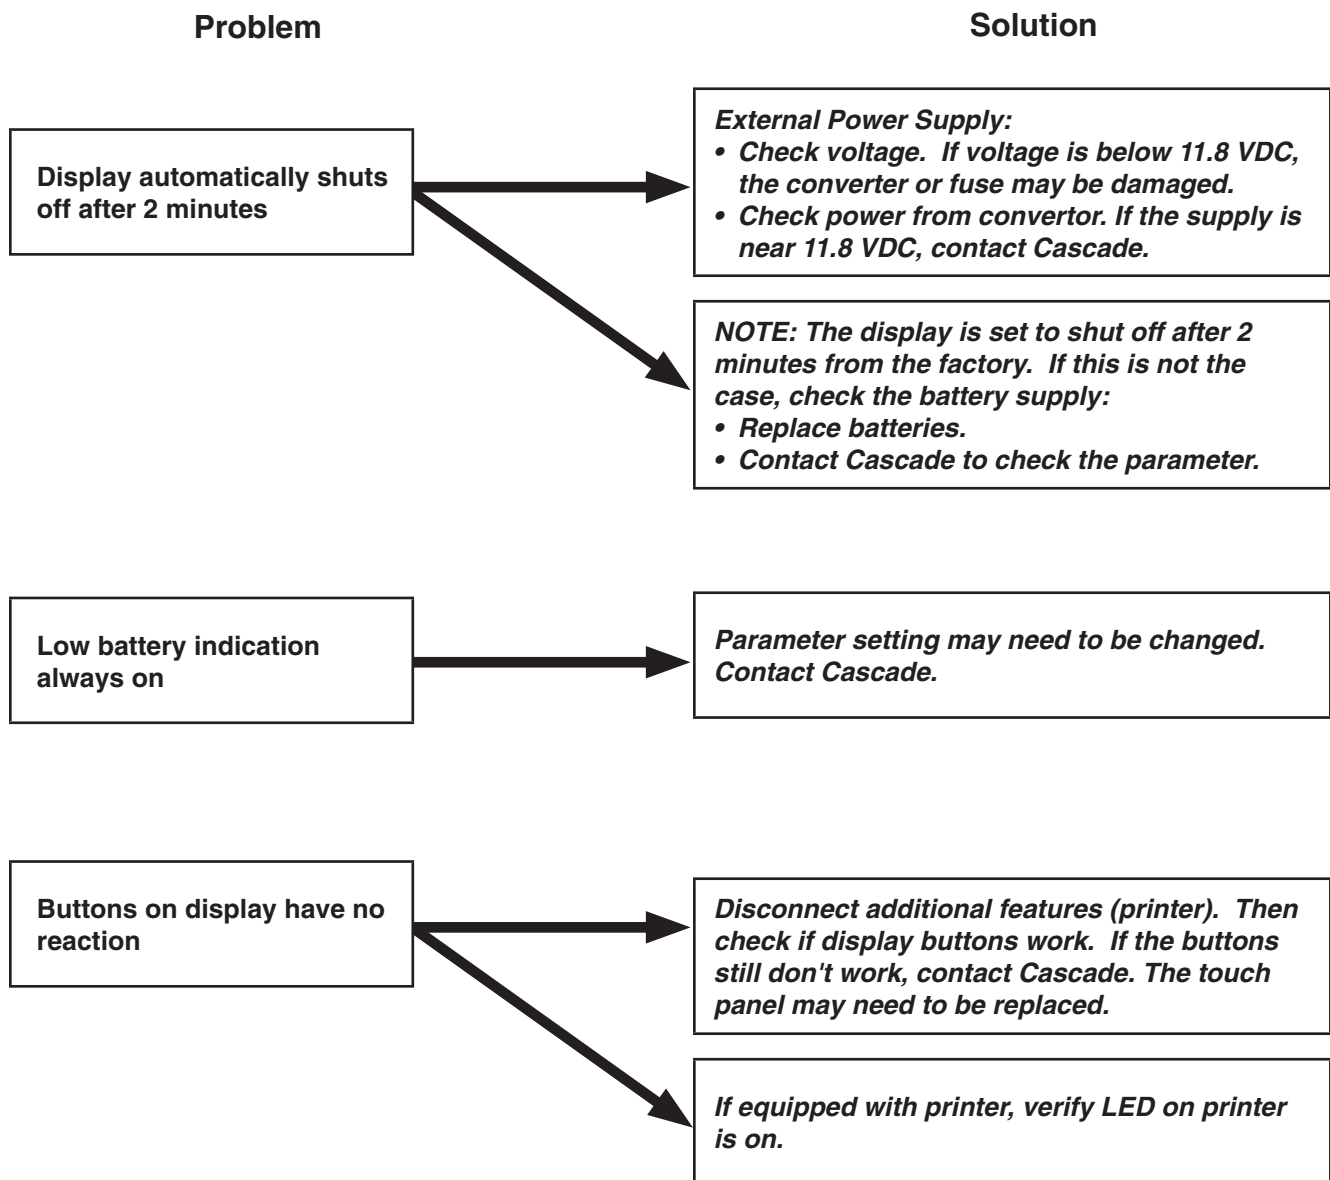 Problem
Solution
Display automatically shuts
off after 2 minutes
External Power Supply:
• Check voltage.  If voltage is below 11.8 VDC,
the converter or fuse may be damaged.
• Check power from convertor. If the supply is
near 11.8 VDC, contact Cascade.
NOTE: The display is set to shut off after 2
minutes from the factory.  If this is not the
case, check the battery supply:
• Replace batteries.
• Contact Cascade to check the parameter.
Low battery indication
always on
Parameter setting may need to be changed.
Contact Cascade.
Buttons on display have no
reaction
Disconnect additional features (printer).  Then
check if display buttons work.  If the buttons
still don't work, contact Cascade. The touch
panel may need to be replaced.
If equipped with printer, verify LED on printer
is on.